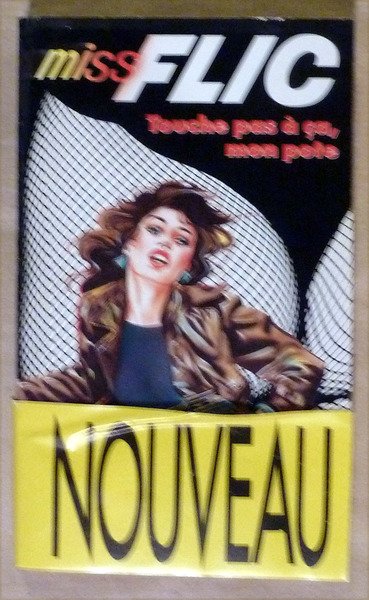 miss FLIC
Touche pas à ça,
mon pote
NOUVEAU